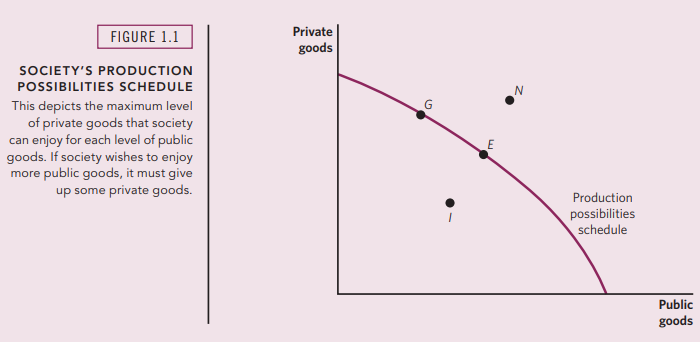 FIGURE 1.1
SOCIETY'S PRODUCTION
POSSIBILITIES SCHEDULE
This depicts the maximum level
of private goods that society
can enjoy for each level of public
goods. If society wishes to enjoy
more public goods, it must give
up some private goods.
Private
goods
G
N
E
I
Production
possibilities
schedule
Public
goods